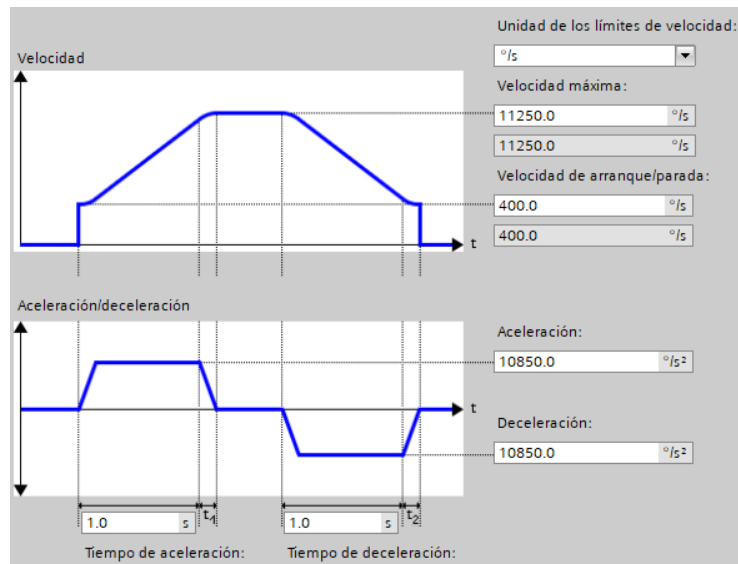 Unidad de los límites de velocidad:
°/s
Velocidad
Velocidad máxima:
11250.0 °/s
11250.0 °/s
Velocidad de arranque/parada:
400.0 °/s
400.0 °/s
t
Aceleración/deceleración
Aceleración:
10850.0 °/s²
t
Deceleración:
10850.0 °/s²
1.0 s t1 1.0 s t2
Tiempo de aceleración: Tiempo de deceleración: